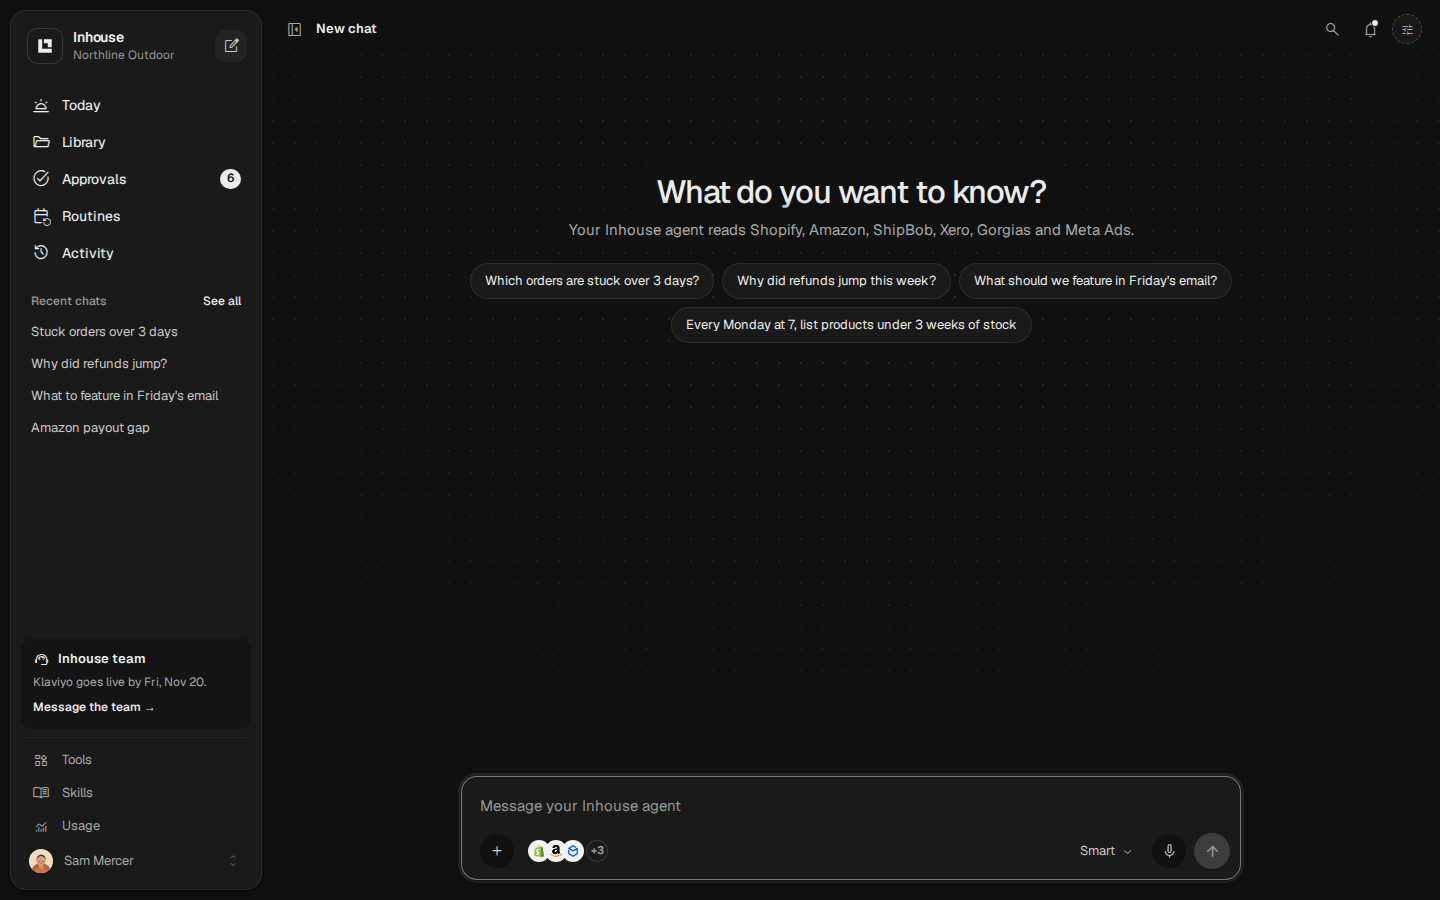 Inhouse
Northline Outdoor
Today
Library
Approvals
6
Routines
Activity
Recent chats
See all
Stuck orders over 3 days
Why did refunds jump?
What to feature in Friday's email
Amazon payout gap
Inhouse team
Klaviyo goes live by Fri, Nov 20.
Message the team →
Tools
Skills
Usage
Sam Mercer
New chat
What do you want to know?
Your Inhouse agent reads Shopify, Amazon, ShipBob, Xero, Gorgias and Meta Ads.
Which orders are stuck over 3 days?
Why did refunds jump this week?
What should we feature in Friday's email?
Every Monday at 7, list products under 3 weeks of stock
Message your Inhouse agent
+3
Smart